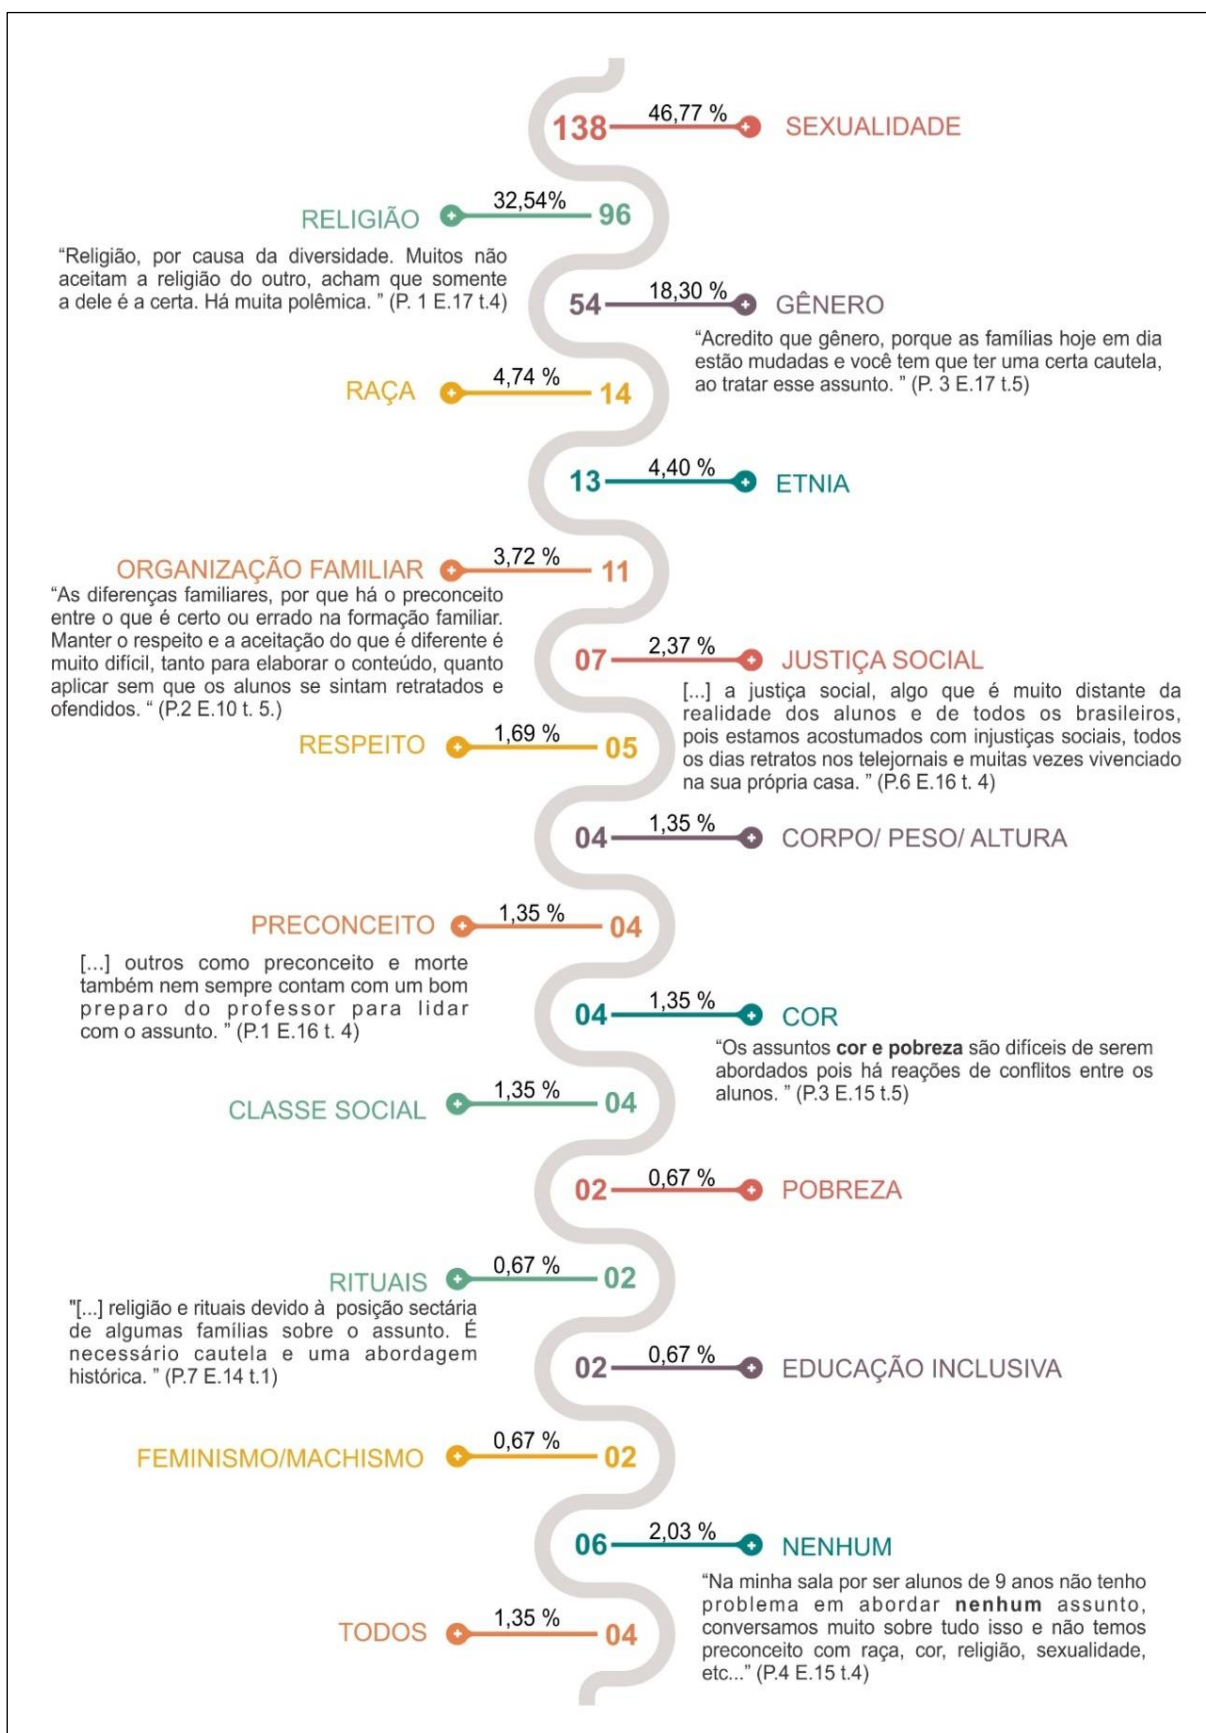 46,77 %
138
SEXUALIDADE
32,54%
RELIGIÃO
96
“Religião, por causa da diversidade. Muitos não
aceitam a religião do outro, acham que somente
a dele é a certa. Há muita polêmica. ” (P. 1 E.17 t.4)
18,30 %
54
GÊNERO
“Acredito que gênero, porque as famílias hoje em dia
estão mudadas e você tem que ter uma certa cautela,
ao tratar esse assunto. ” (P. 3 E.17 t.5)
4,74 %
RAÇA
14
4,40 %
13
ETNIA
3,72 %
ORGANIZAÇÃO FAMILIAR
11
“As diferenças familiares, por que há o preconceito
entre o que é certo ou errado na formação familiar.
Manter o respeito e a aceitação do que é diferente é
muito difícil, tanto para elaborar o conteúdo, quanto
aplicar sem que os alunos se sintam retratados e
ofendidos. “ (P.2 E.10 t. 5.)
2,37 %
07
JUSTIÇA SOCIAL
[...] a justiça social, algo que é muito distante da
realidade dos alunos e de todos os brasileiros,
pois estamos acostumados com injustiças sociais, todos
os dias retratos nos telejornais e muitas vezes vivenciado
na sua própria casa. ” (P.6 E.16 t. 4)
1,69 %
RESPEITO
05
1,35 %
04
CORPO/ PESO/ ALTURA
1,35 %
PRECONCEITO
04
[...] outros como preconceito e morte
também nem sempre contam com um bom
preparo do professor para lidar
com o assunto. ” (P.1 E.16 t. 4)
1,35 %
04
COR
“Os assuntos cor e pobreza são difíceis de serem
abordados pois há reações de conflitos entre os
alunos. ” (P.3 E.15 t.5)
1,35 %
CLASSE SOCIAL
04
0,67 %
02
POBREZA
0,67 %
RITUAIS
02
"[...] religião e rituais devido à posição sectária
de algumas famílias sobre o assunto. É
necessário cautela e uma abordagem
histórica. ” (P.7 E.14 t.1)
0,67 %
02
EDUCAÇÃO INCLUSIVA
0,67 %
FEMINISMO/MACHISMO
02
2,03 %
06
NENHUM
“Na minha sala por ser alunos de 9 anos não tenho
problema em abordar nenhum assunto,
conversamos muito sobre tudo isso e não temos
preconceito com raça, cor, religião, sexualidade,
etc...” (P.4 E.15 t.4)
1,35 %
TODOS
04